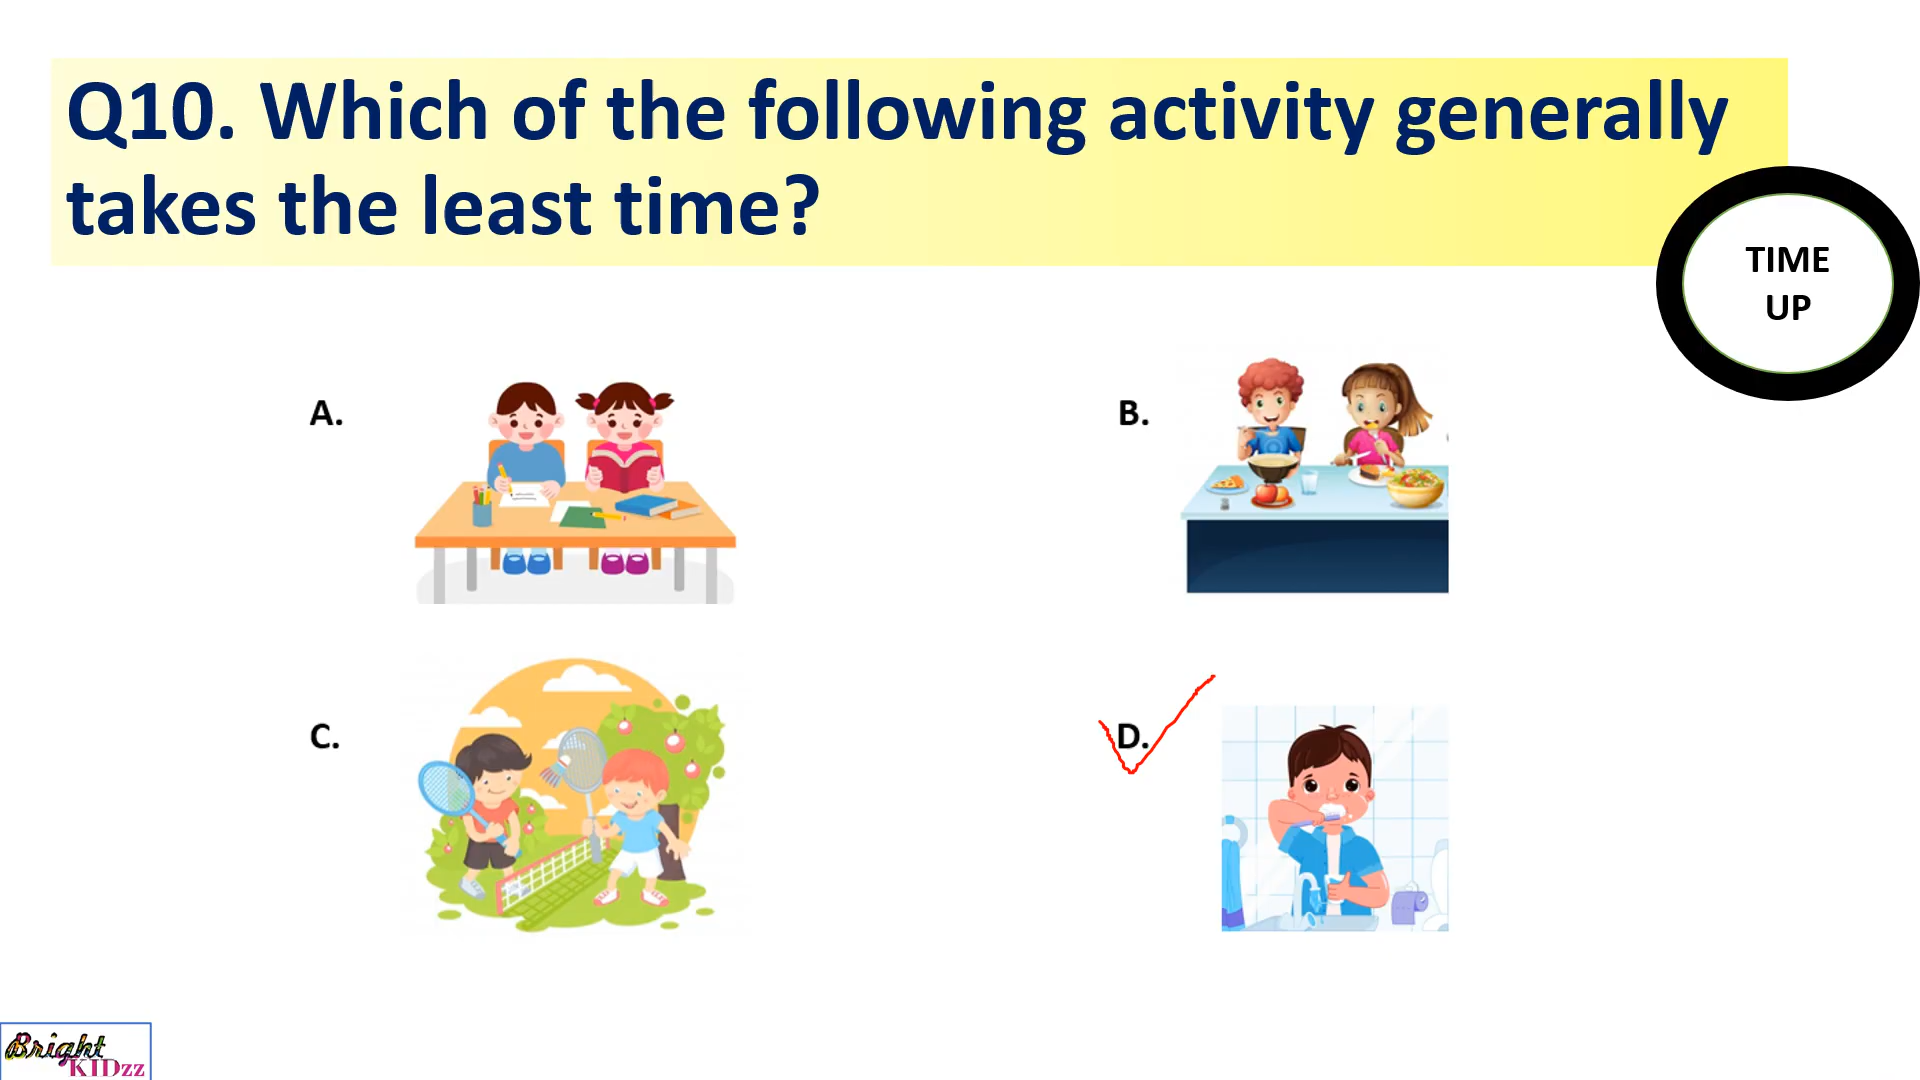 Q10. Which of the following activity generally
takes the least time?
TIME
UP
A.
B.
C.
D.
Bright
KIDzz